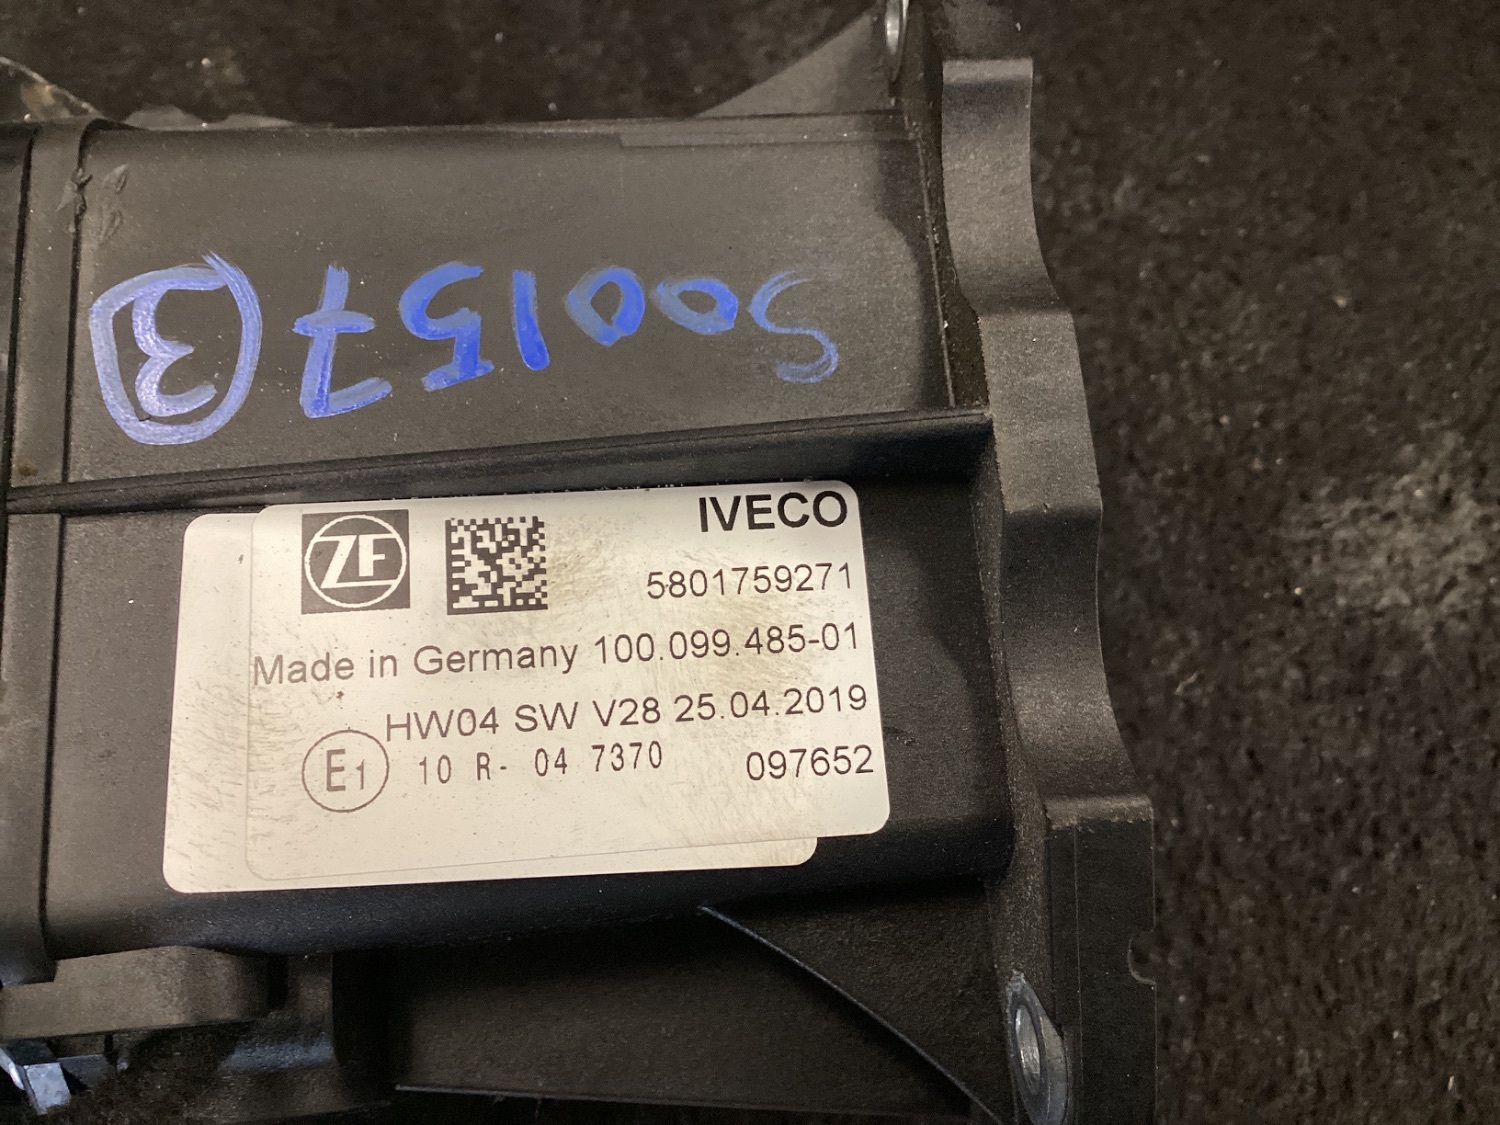 500157 3
ZF IVECO
5801759271
Made in Germany 100.099.485-01
HW04 SW V28 25.04.2019
E1 10 R- 04 7370 097652